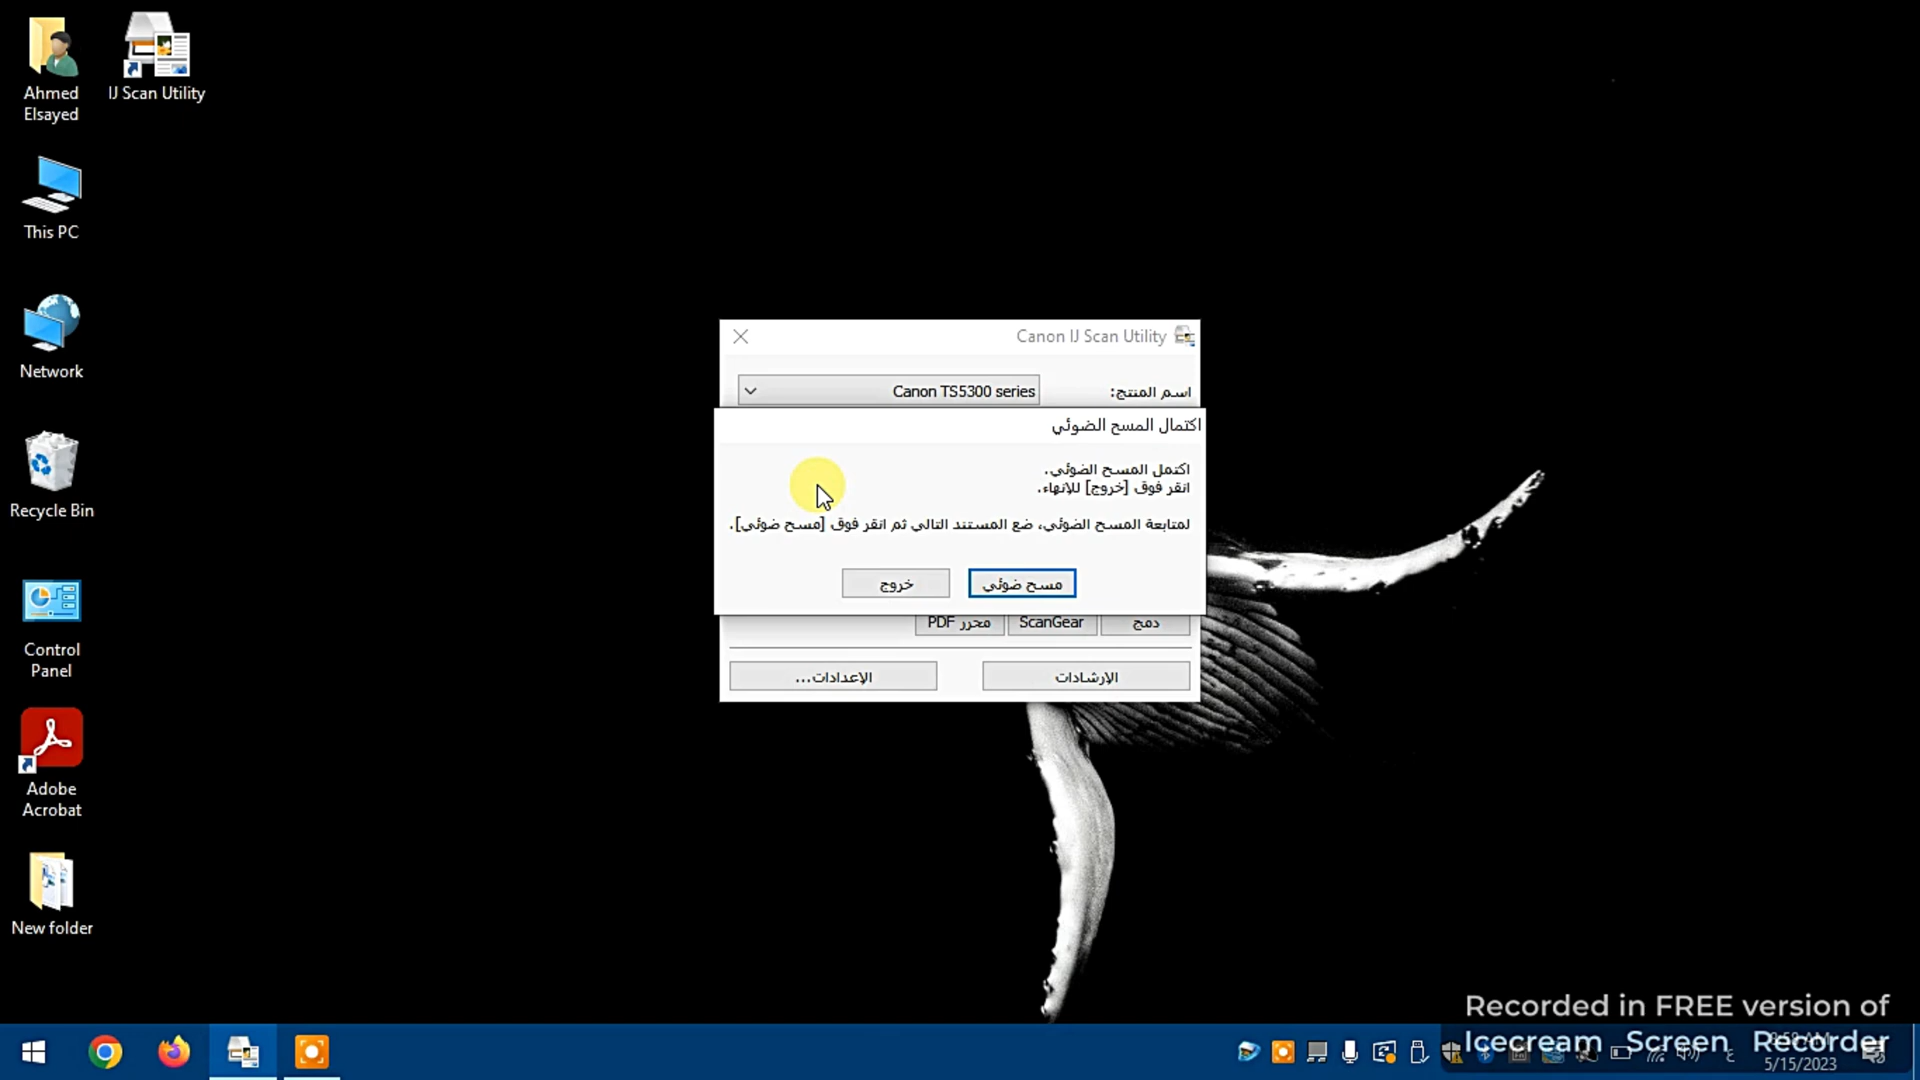 Ahmed
Elsayed
IJ Scan Utility
This PC
Network
Recycle Bin
Control
Panel
Adobe
Acrobat
New folder
Canon IJ Scan Utility
اسم المنتج:
Canon TS5300 series
اكتمال المسح الضوئي
اكتمل المسح الضوئي.
انقر فوق [خروج] للإنهاء.
لمتابعة المسح الضوئي، ضع المستند التالي ثم انقر فوق [مسح ضوئي].
مسح ضوئي
خروج
دمج
ScanGear
محرر PDF
الإرشادات
الإعدادات...
Recorded in FREE version of
Icecream Screen Recorder
ع
5/15/2023